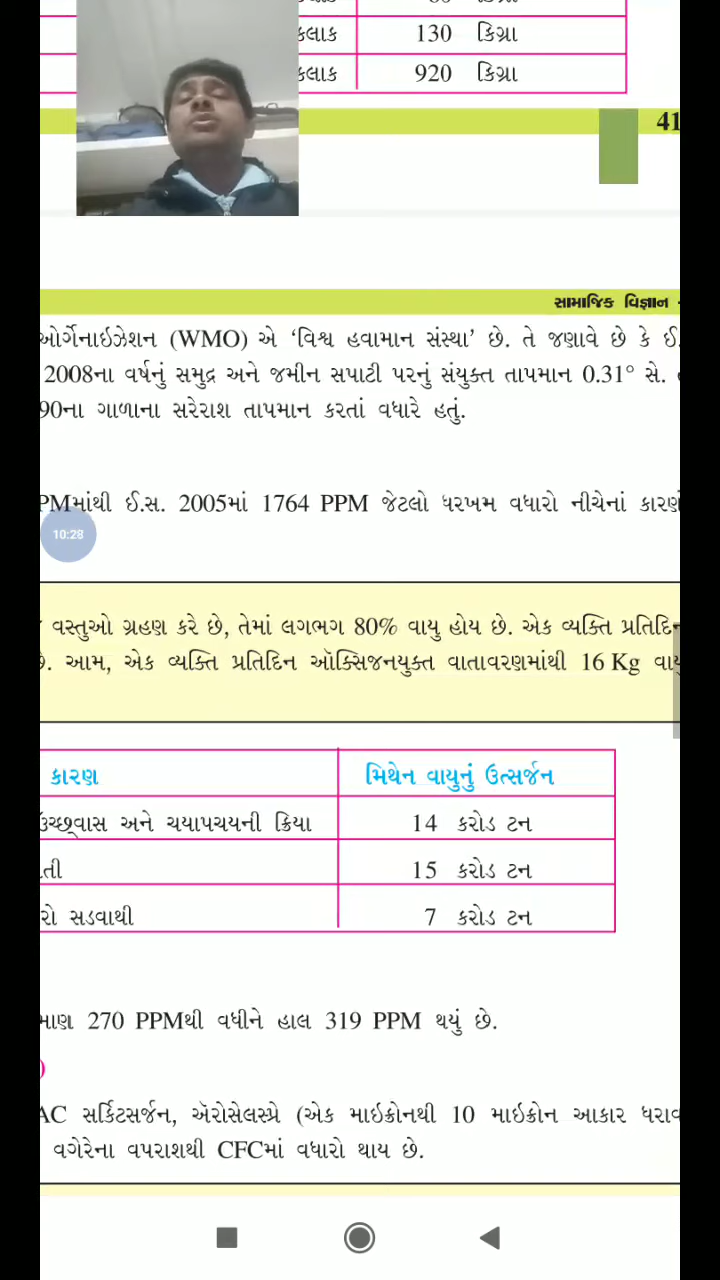 કલાક 130 કિગ્રા
કલાક 920 કિગ્રા
41
સામાજિક વિજ્ઞાન
ઓર્ગેનાઇઝેશન (WMO) એ ‘વિશ્વ હવામાન સંસ્થા’ છે. તે જણાવે છે કે ઈ.
2008ના વર્ષનું સમુદ્ર અને જમીન સપાટી પરનું સંયુક્ત તાપમાન 0.31° સે.
90ના ગાળાના સરેરાશ તાપમાન કરતાં વધારે હતું.
PMમાંથી ઈ.સ. 2005માં 1764 PPM જેટલો ધરખમ વધારો નીચેનાં કારણો
10:28
વસ્તુઓ ગ્રહણ કરે છે, તેમાં લગભગ 80% વાયુ હોય છે. એક વ્યક્તિ પ્રતિદિન
છે. આમ, એક વ્યક્તિ પ્રતિદિન ઑક્સિજનયુક્ત વાતાવરણમાંથી 16 Kg વાયુ
કારણ મિથેન વાયુનું ઉત્સર્જન
ઉચ્છ્વાસ અને ચયાપચયની ક્રિયા 14 કરોડ ટન
તી 15 કરોડ ટન
રો સડવાથી 7 કરોડ ટન
માણ 270 PPMથી વધીને હાલ 319 PPM થયું છે.
)
AC સર્કિટસર્જન, ઍરોસેલસ્પ્રે (એક માઇક્રોનથી 10 માઇક્રોન આકાર ધરાવ
વગેરેના વપરાશથી CFCમાં વધારો થાય છે.